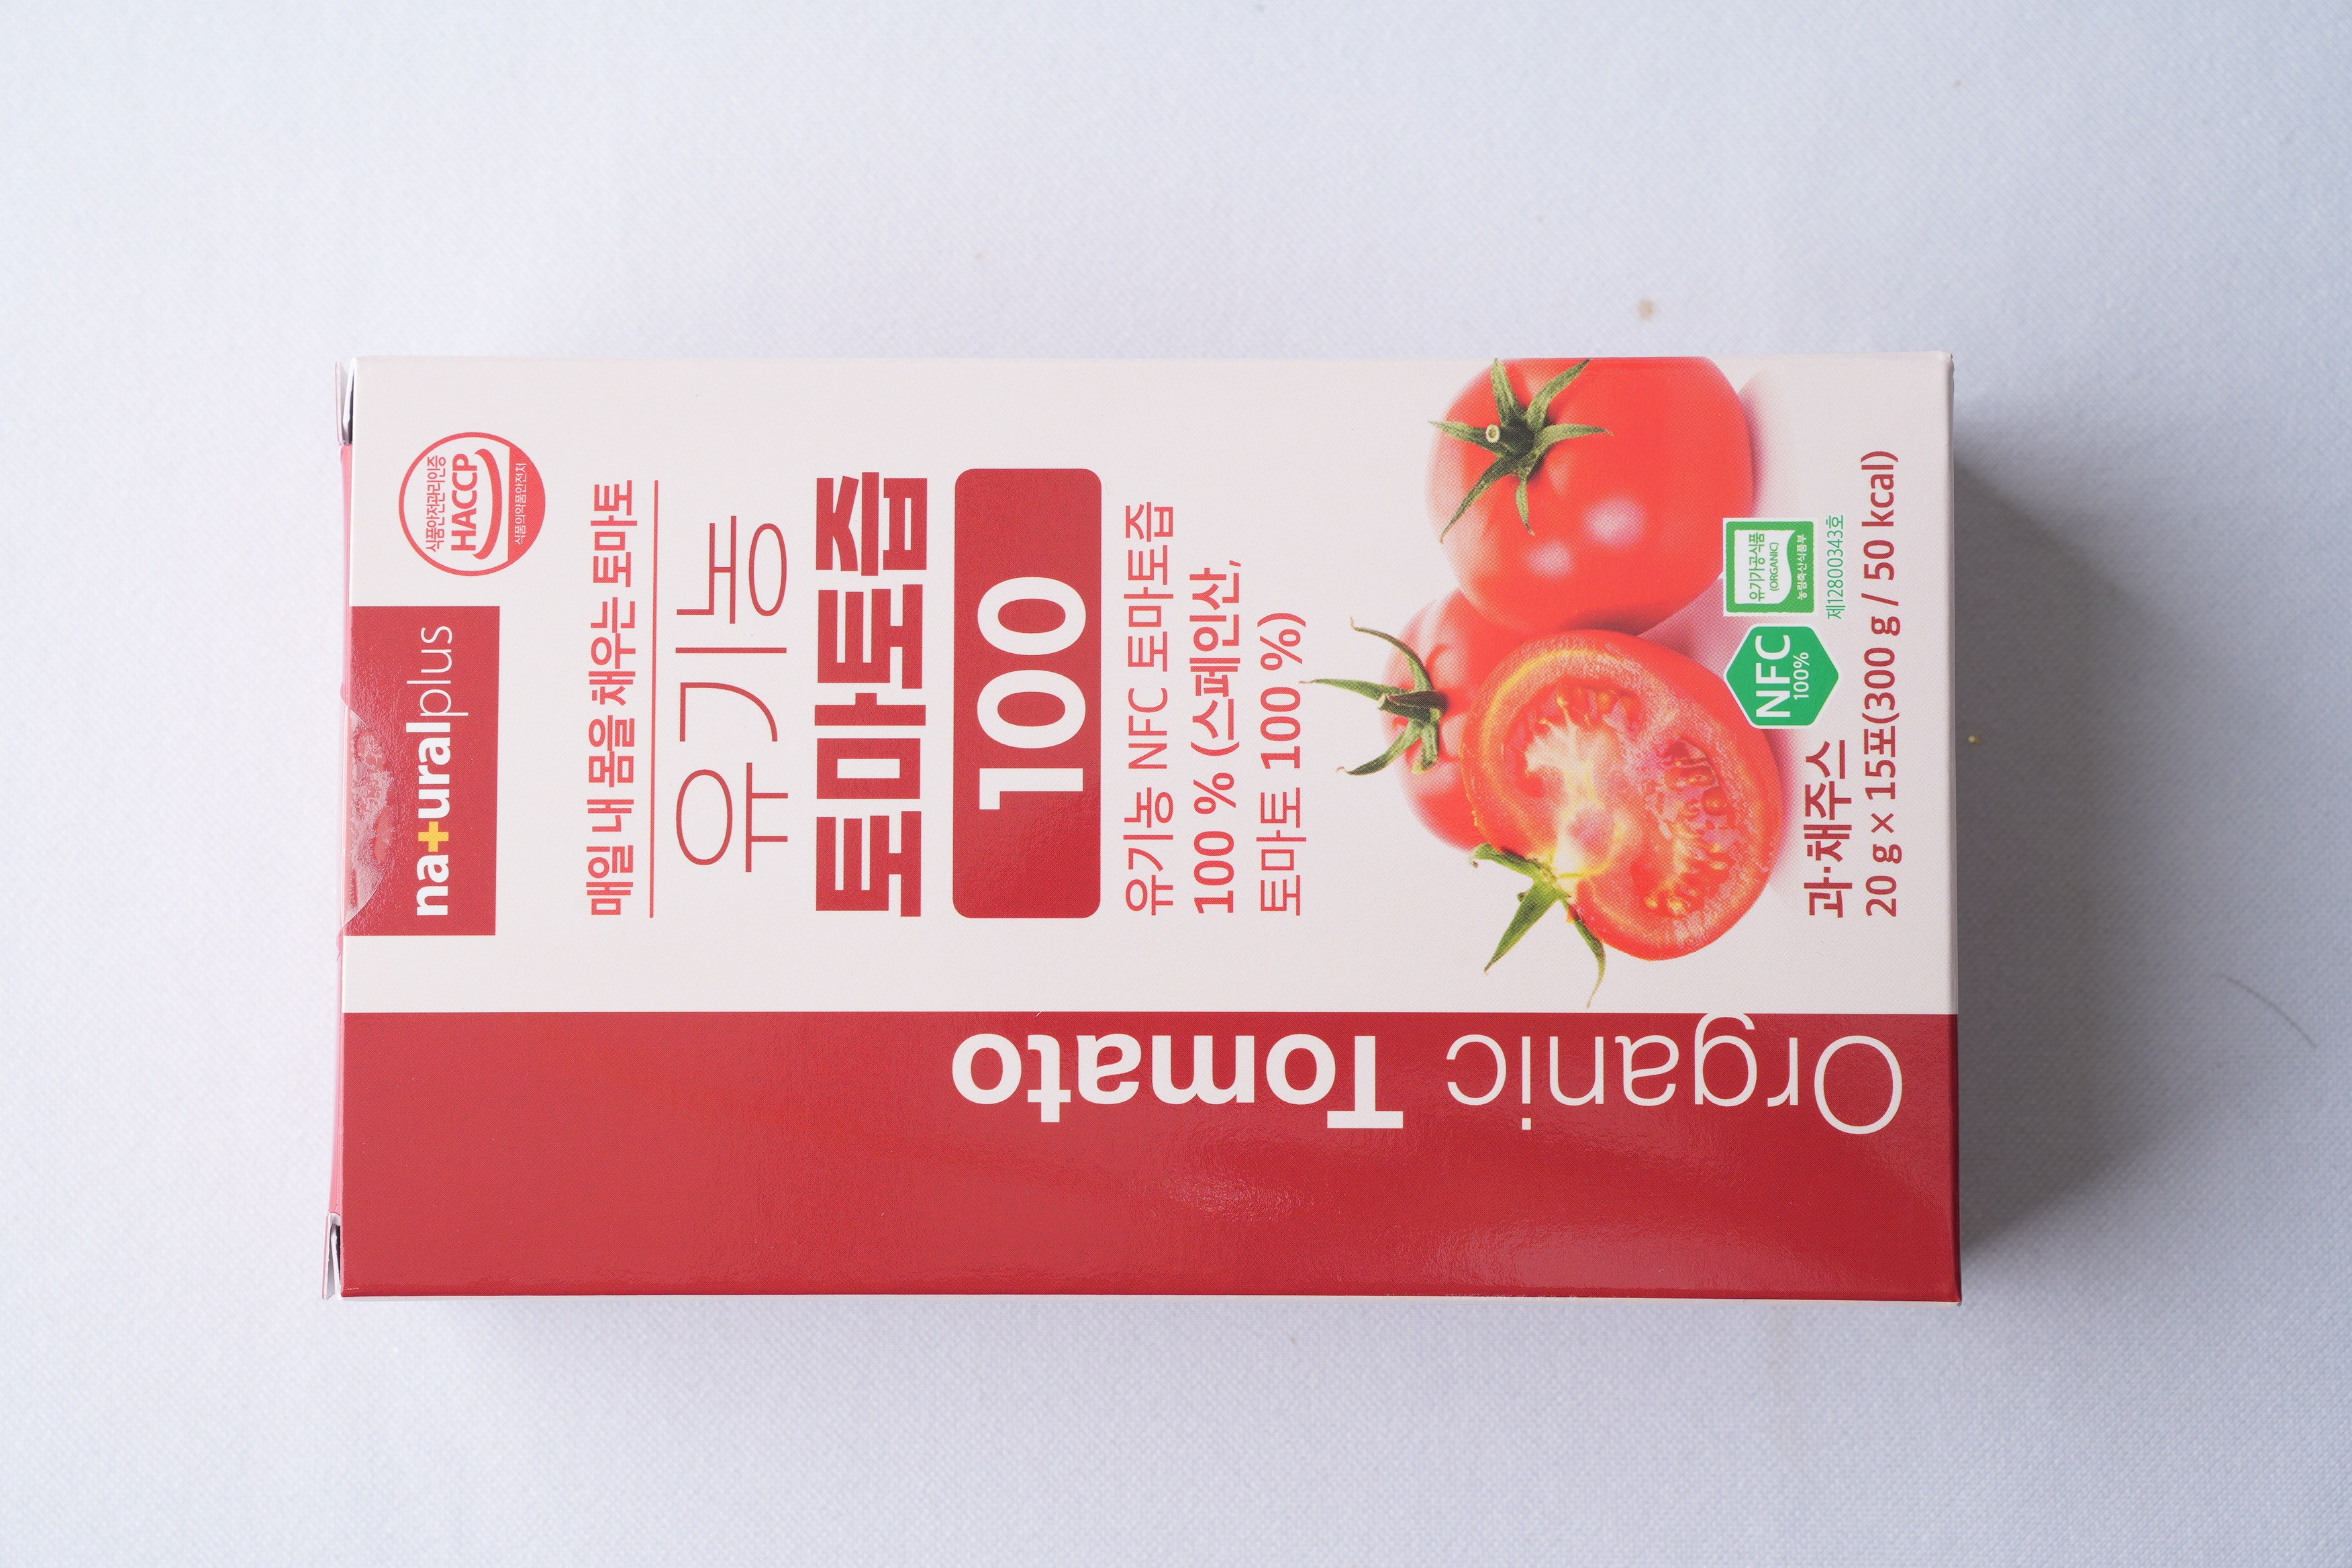 na+uralplus
식품안전관리인증
HACCP
식품의약품안전처
매일 내 몸을 채우는 토마토
유기농
토마토즙
100
유기농 NFC 토마토즙
100 % (스페인산,
토마토 100 %)
NFC
100%
유기가공식품
(ORGANIC)
농림축산식품부
제12800343호
과·채주스
20 g × 15포(300 g / 50 kcal)
Organic Tomato